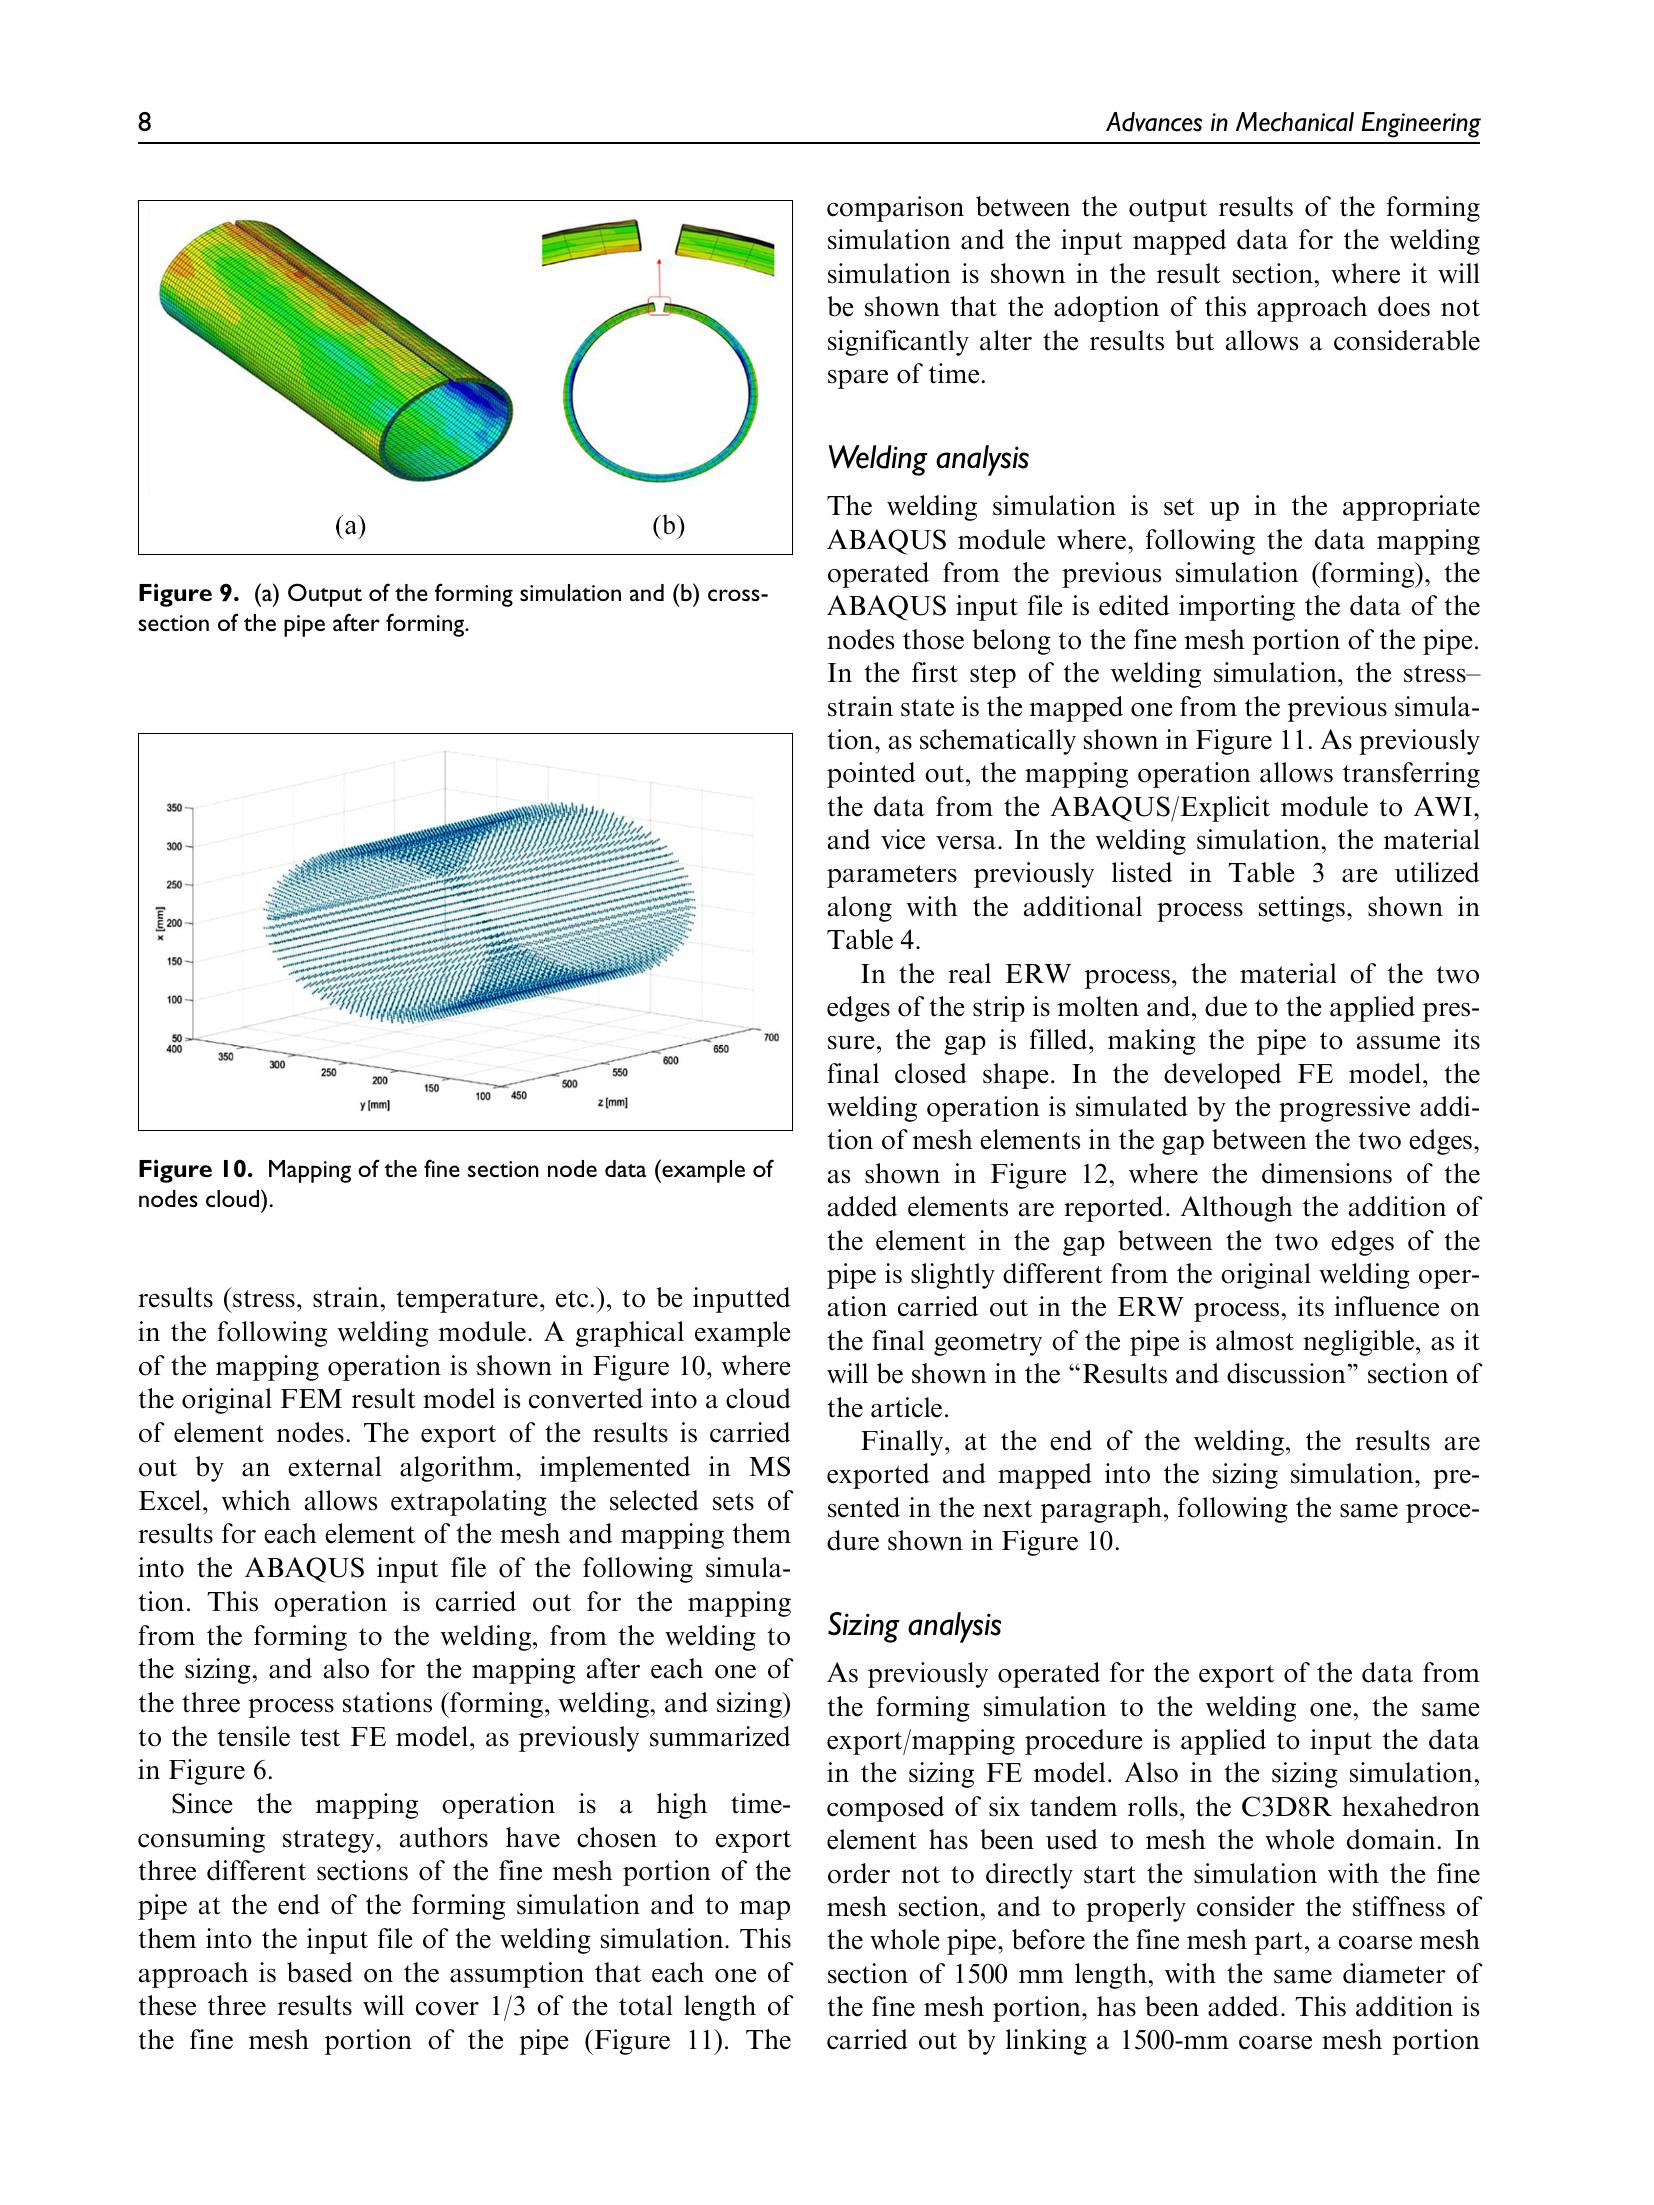 8
Advances in Mechanical Engineering
(a)
(b)
Figure 9. (a) Output of the forming simulation and (b) cross-
section of the pipe after forming.
350
300
250
200
150
100
50
x [mm]
400
350
300
250
200
150
100
y [mm]
450
500
550
600
650
700
z [mm]
Figure 10. Mapping of the fine section node data (example of
nodes cloud).
results (stress, strain, temperature, etc.), to be inputted
in the following welding module. A graphical example
of the mapping operation is shown in Figure 10, where
the original FEM result model is converted into a cloud
of element nodes. The export of the results is carried
out by an external algorithm, implemented in MS
Excel, which allows extrapolating the selected sets of
results for each element of the mesh and mapping them
into the ABAQUS input file of the following simula-
tion. This operation is carried out for the mapping
from the forming to the welding, from the welding to
the sizing, and also for the mapping after each one of
the three process stations (forming, welding, and sizing)
to the tensile test FE model, as previously summarized
in Figure 6.
Since the mapping operation is a high time-
consuming strategy, authors have chosen to export
three different sections of the fine mesh portion of the
pipe at the end of the forming simulation and to map
them into the input file of the welding simulation. This
approach is based on the assumption that each one of
these three results will cover 1/3 of the total length of
the fine mesh portion of the pipe (Figure 11). The
comparison between the output results of the forming
simulation and the input mapped data for the welding
simulation is shown in the result section, where it will
be shown that the adoption of this approach does not
significantly alter the results but allows a considerable
spare of time.
Welding analysis
The welding simulation is set up in the appropriate
ABAQUS module where, following the data mapping
operated from the previous simulation (forming), the
ABAQUS input file is edited importing the data of the
nodes those belong to the fine mesh portion of the pipe.
In the first step of the welding simulation, the stress–
strain state is the mapped one from the previous simula-
tion, as schematically shown in Figure 11. As previously
pointed out, the mapping operation allows transferring
the data from the ABAQUS/Explicit module to AWI,
and vice versa. In the welding simulation, the material
parameters previously listed in Table 3 are utilized
along with the additional process settings, shown in
Table 4.
In the real ERW process, the material of the two
edges of the strip is molten and, due to the applied pres-
sure, the gap is filled, making the pipe to assume its
final closed shape. In the developed FE model, the
welding operation is simulated by the progressive addi-
tion of mesh elements in the gap between the two edges,
as shown in Figure 12, where the dimensions of the
added elements are reported. Although the addition of
the element in the gap between the two edges of the
pipe is slightly different from the original welding oper-
ation carried out in the ERW process, its influence on
the final geometry of the pipe is almost negligible, as it
will be shown in the “Results and discussion” section of
the article.
Finally, at the end of the welding, the results are
exported and mapped into the sizing simulation, pre-
sented in the next paragraph, following the same proce-
dure shown in Figure 10.
Sizing analysis
As previously operated for the export of the data from
the forming simulation to the welding one, the same
export/mapping procedure is applied to input the data
in the sizing FE model. Also in the sizing simulation,
composed of six tandem rolls, the C3D8R hexahedron
element has been used to mesh the whole domain. In
order not to directly start the simulation with the fine
mesh section, and to properly consider the stiffness of
the whole pipe, before the fine mesh part, a coarse mesh
section of 1500 mm length, with the same diameter of
the fine mesh portion, has been added. This addition is
carried out by linking a 1500-mm coarse mesh portion